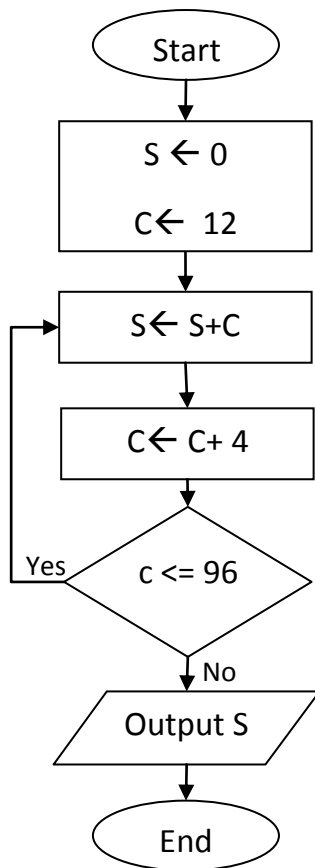 Start
S ← 0
C← 12
S← S+C
C← C+ 4
Yes
c <= 96
No
Output S
End